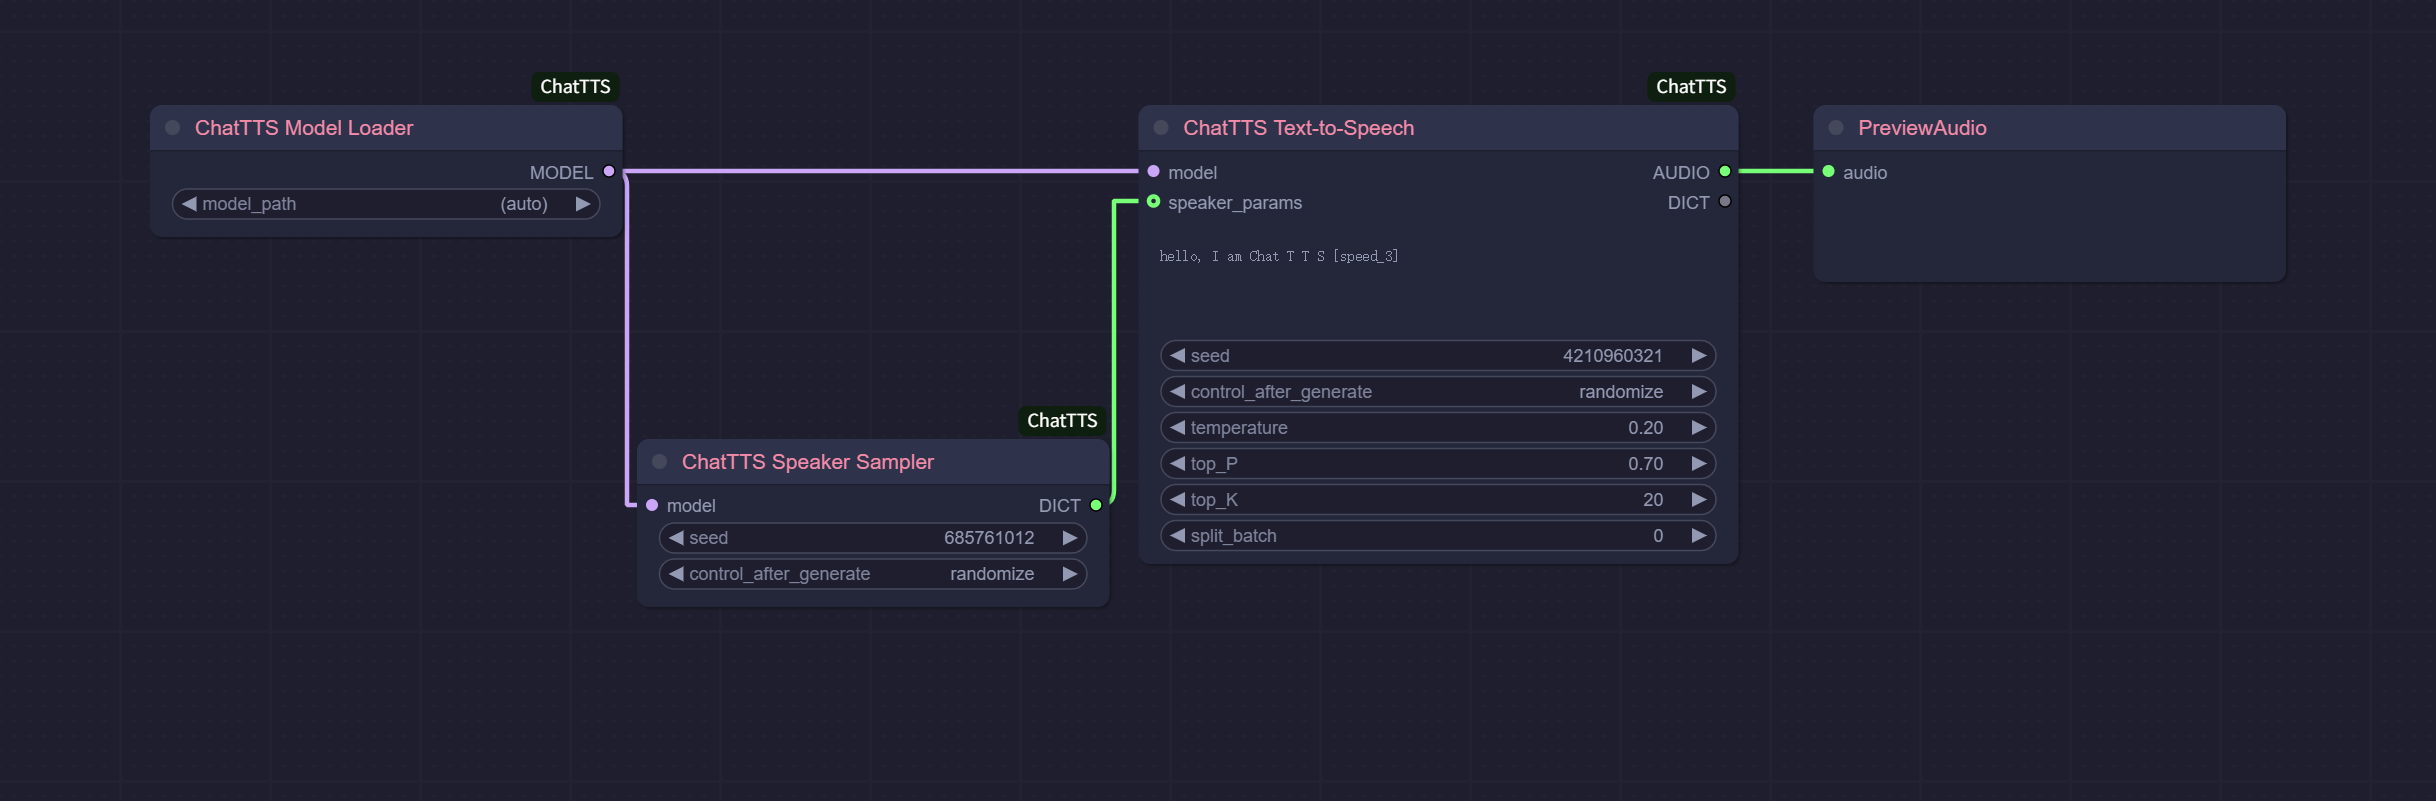 ChatTTS
ChatTTS Model Loader
MODEL
model_path (auto)
ChatTTS
ChatTTS Speaker Sampler
model DICT
seed 685761012
control_after_generate randomize
ChatTTS
ChatTTS Text-to-Speech
model AUDIO
speaker_params DICT
hello, I am Chat T T S [speed_3]
seed 4210960321
control_after_generate randomize
temperature 0.20
top_P 0.70
top_K 20
split_batch 0
PreviewAudio
audio